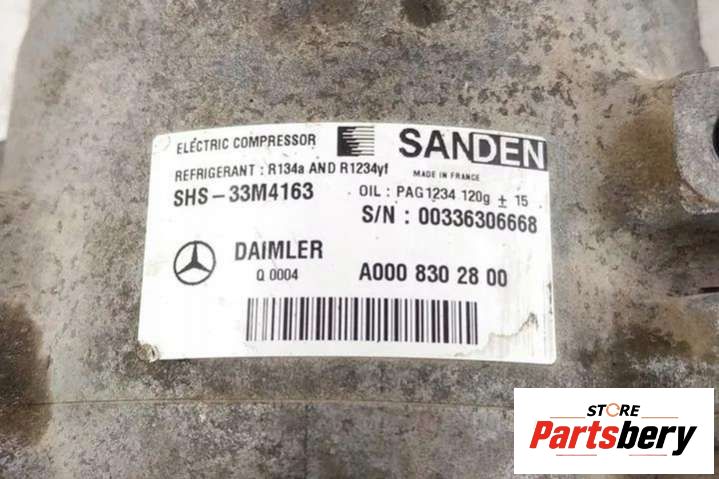 ELECTRIC COMPRESSOR
SANDEN
REFRIGERANT : R134a AND R1234yf
MADE IN FRANCE
SHS-33M4163
OIL : PAG1234 120g ± 15
S/N : 00336306668
DAIMLER
Q 0004
A000 830 28 00
STORE
Partsbery